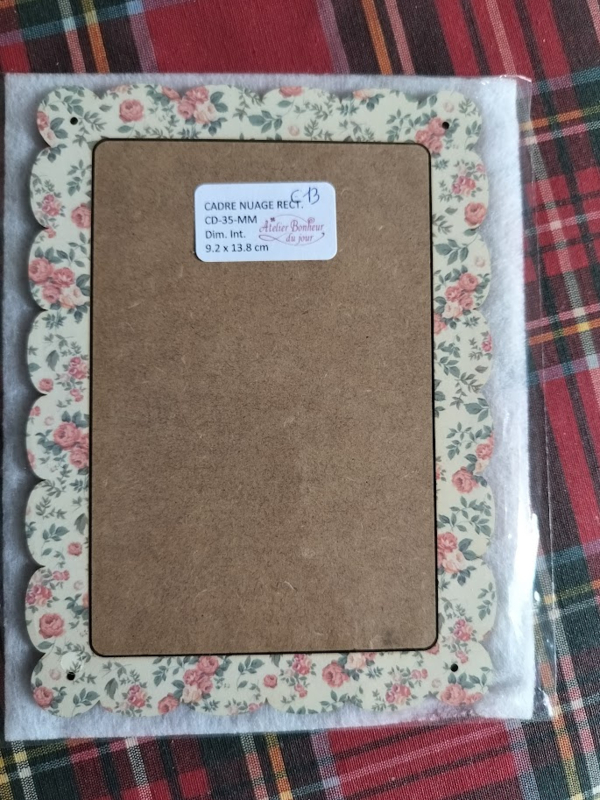 C13
CADRE NUAGE RECT.
CD-35-MM
Dim. Int.
9.2 x 13.8 cm
Atelier Bonheur
du jour